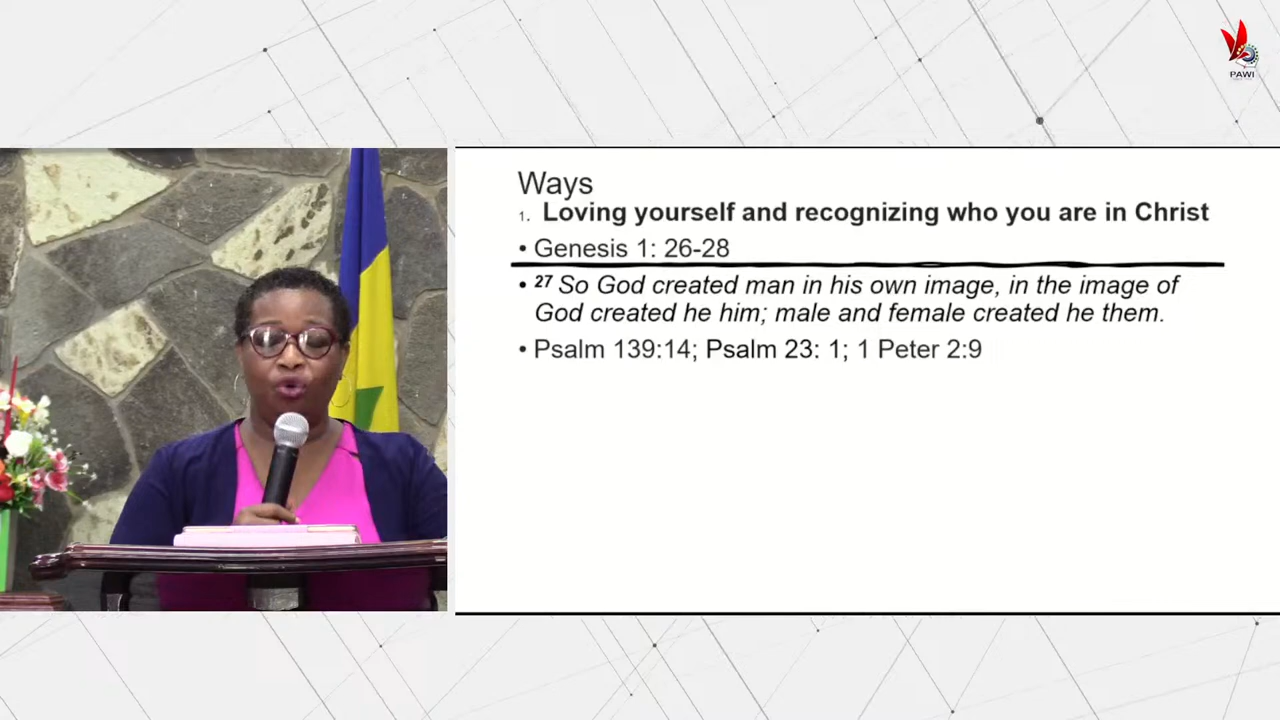 PAWI
Ways
1. Loving yourself and recognizing who you are in Christ
• Genesis 1: 26-28
• 27 So God created man in his own image, in the image of
God created he him; male and female created he them.
• Psalm 139:14; Psalm 23: 1; 1 Peter 2:9